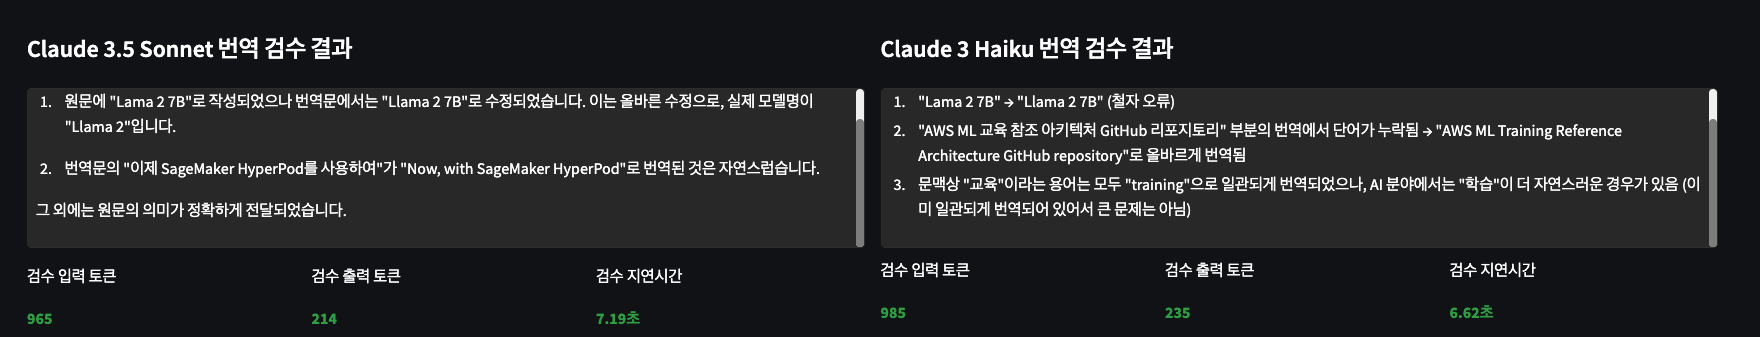 Claude 3.5 Sonnet 번역 검수 결과
1. 원문에 "Lama 2 7B"로 작성되었으나 번역문에서는 "Llama 2 7B"로 수정되었습니다. 이는 올바른 수정으로, 실제 모델명이
"Llama 2"입니다.
2. 번역문의 "이제 SageMaker HyperPod를 사용하여"가 "Now, with SageMaker HyperPod"로 번역된 것은 자연스럽습니다.
그 외에는 원문의 의미가 정확하게 전달되었습니다.
검수 입력 토큰
검수 출력 토큰
검수 지연시간
965
214
7.19초
Claude 3 Haiku 번역 검수 결과
1. "Lama 2 7B" → "Llama 2 7B" (철자 오류)
2. "AWS ML 교육 참조 아키텍처 GitHub 리포지토리" 부분의 번역에서 단어가 누락됨 → "AWS ML Training Reference
Architecture GitHub repository"로 올바르게 번역됨
3. 문맥상 "교육"이라는 용어는 모두 "training"으로 일관되게 번역되었으나, AI 분야에서는 "학습"이 더 자연스러운 경우가 있음 (이
미 일관되게 번역되어 있어서 큰 문제는 아님)
검수 입력 토큰
검수 출력 토큰
검수 지연시간
985
235
6.62초